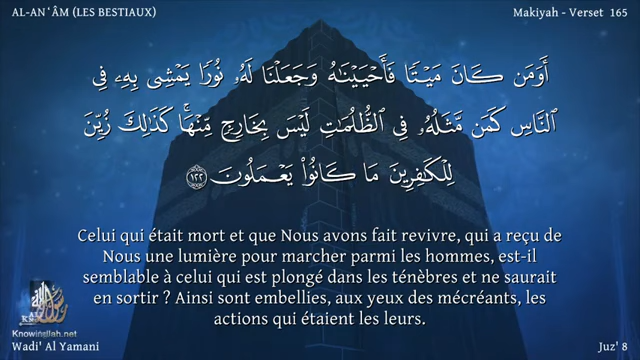 AL-AN‘ÂM (LES BESTIAUX)
Makiyah - Verset 165
أَوَمَن كَانَ مَيْتًا فَأَحْيَيْنَـٰهُ وَجَعَلْنَا لَهُۥ نُورًا يَمْشِى بِهِۦ فِى
ٱلنَّاسِ كَمَن مَّثَلُهُۥ فِى ٱلظُّلُمَـٰتِ لَيْسَ بِخَارِجٍ مِّنْهَا ۚ كَذَٰلِكَ زُيِّنَ
لِلْكَـٰفِرِينَ مَا كَانُوا۟ يَعْمَلُونَ ١٢٢
Celui qui était mort et que Nous avons fait revivre, qui a reçu de
Nous une lumière pour marcher parmi les hommes, est-il
semblable à celui qui est plongé dans les ténèbres et ne saurait
en sortir ? Ainsi sont embellies, aux yeux des mécréants, les
actions qui étaient les leurs.
Knowingllah.net
Wadi' Al Yamani
Juz' 8